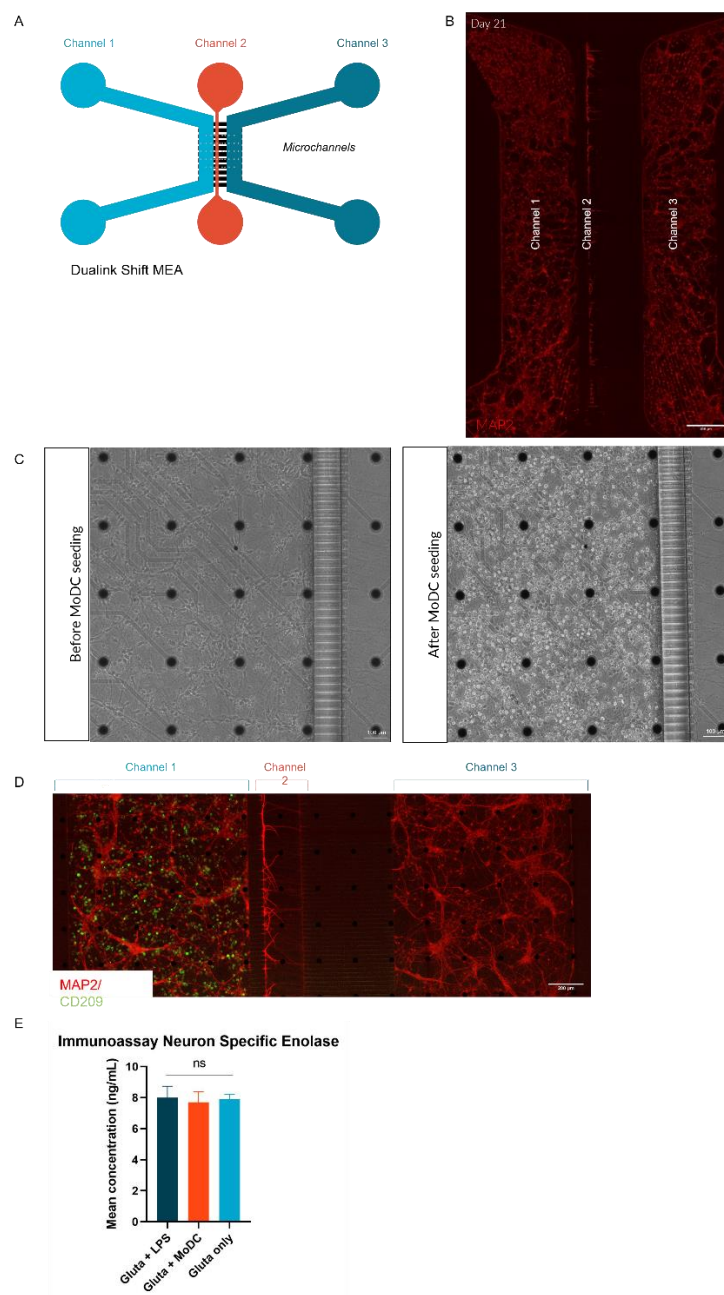 A
Channel 1
Channel 2
Channel 3
Microchannels
Dualink Shift MEA
B
Day 21
Channel 1
Channel 2
Channel 3
MAP2
C
Before MoDC seeding
After MoDC seeding
100 µm
D
Channel 1
Channel
2
Channel 3
MAP2/
CD209
200 µm
E
Immunoassay Neuron Specific Enolase
ns
Mean concentration (ng/mL)
10
8
6
4
2
0
Gluta + LPS
Gluta + MoDC
Gluta only